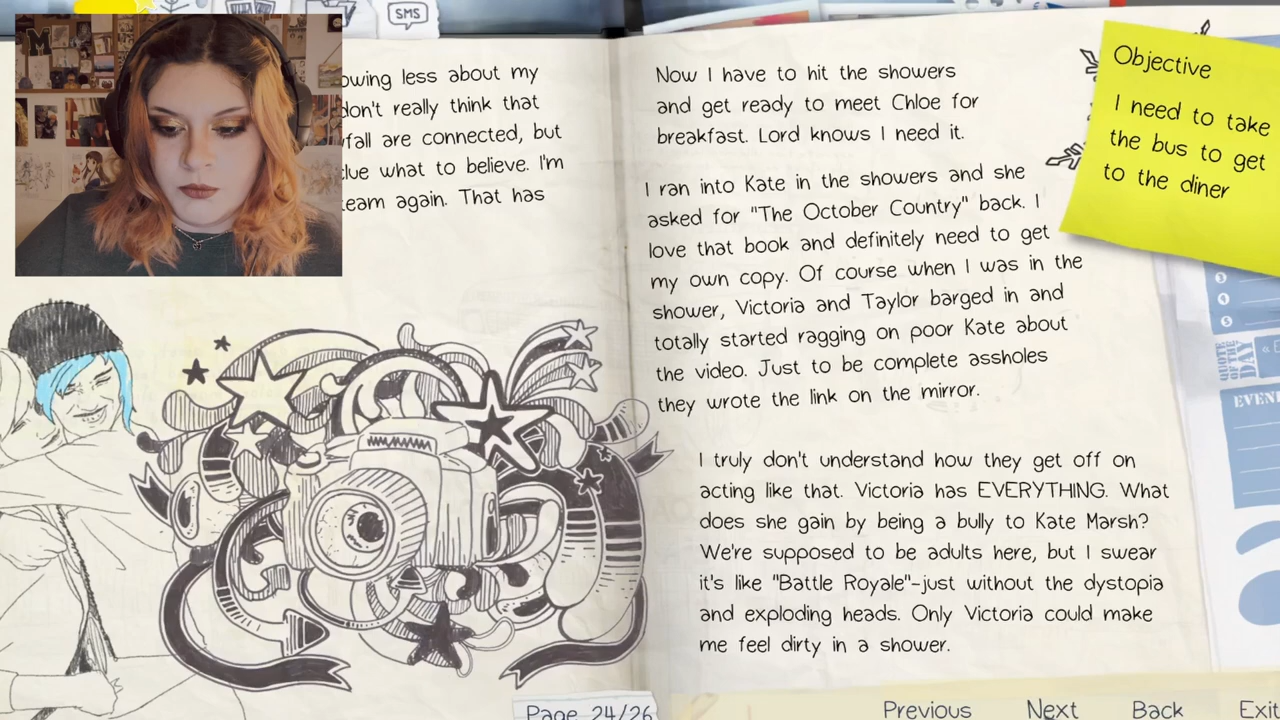 SMS
owing less about my
don't really think that
fall are connected, but
clue what to believe. I'm
team again. That has
Now I have to hit the showers
and get ready to meet Chloe for
breakfast. Lord knows I need it.
I ran into Kate in the showers and she
asked for "The October Country" back. I
love that book and definitely need to get
my own copy. Of course when I was in the
shower, Victoria and Taylor barged in and
totally started ragging on poor Kate about
the video. Just to be complete assholes
they wrote the link on the mirror.
I truly don't understand how they get off on
acting like that. Victoria has EVERYTHING. What
does she gain by being a bully to Kate Marsh?
We're supposed to be adults here, but I swear
it's like "Battle Royale"-just without the dystopia
and exploding heads. Only Victoria could make
me feel dirty in a shower.
Objective
I need to take
the bus to get
to the diner
3
4
5
QUOTE OF THE DAY
EVEN
Page 24/26
Previous Next Back Exit